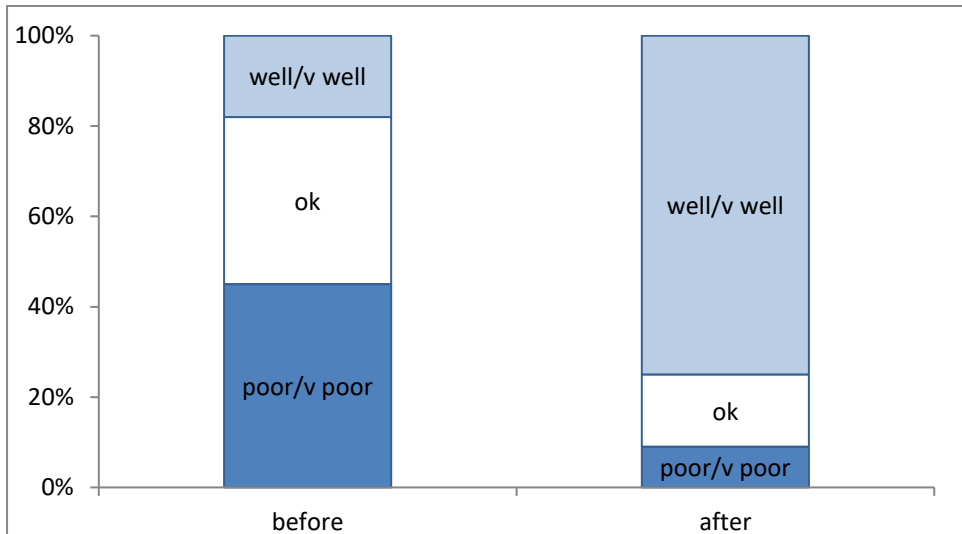 100%
80%
60%
40%
20%
0%
well/v well
ok
poor/v poor
well/v well
ok
poor/v poor
before
after